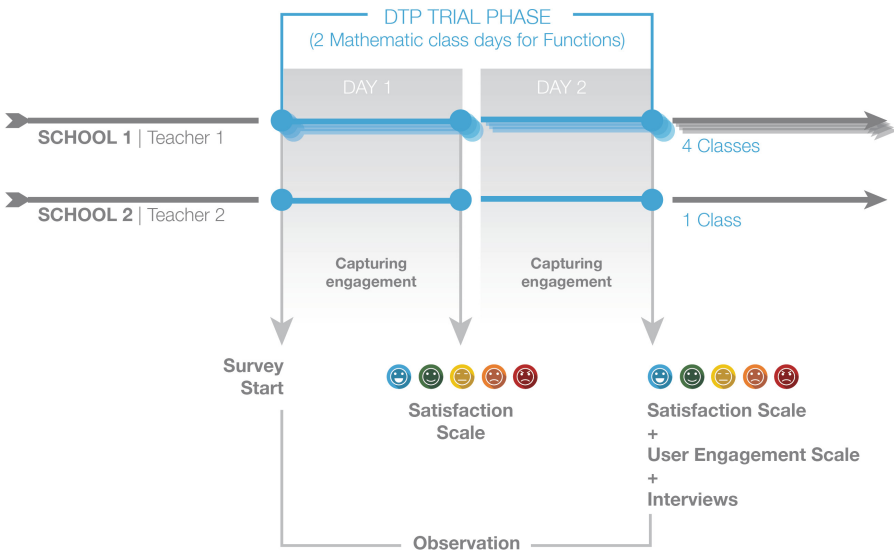 DTP TRIAL PHASE
(2 Mathematic class days for Functions)
DAY 1
DAY 2
SCHOOL 1 | Teacher 1
4 Classes
SCHOOL 2 | Teacher 2
1 Class
Capturing
engagement
Capturing
engagement
Survey
Start
Satisfaction
Scale
Satisfaction Scale
+
User Engagement Scale
+
Interviews
Observation